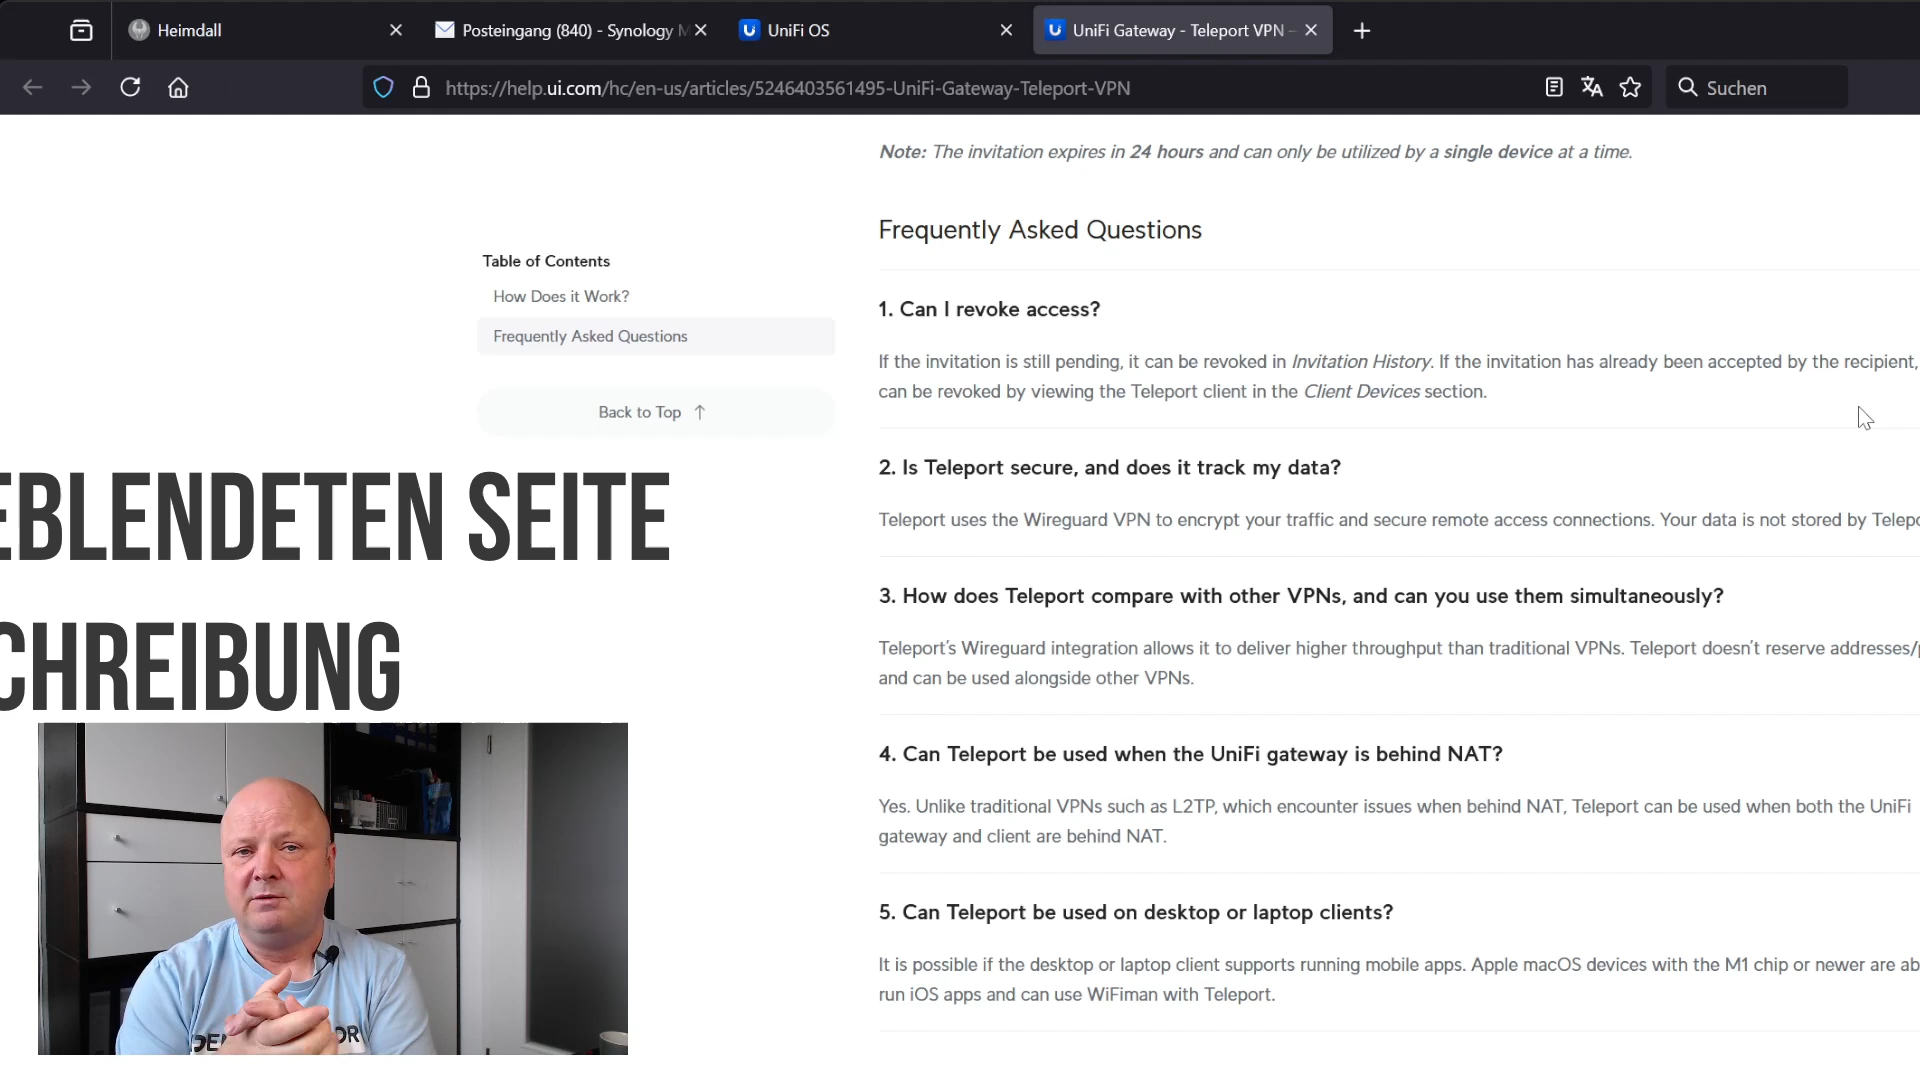 Heimdall
Posteingang (840) - Synology M
UniFi OS
UniFi Gateway - Teleport VPN -
https://help.ui.com/hc/en-us/articles/5246403561495-UniFi-Gateway-Teleport-VPN
Suchen
Note: The invitation expires in 24 hours and can only be utilized by a single device at a time.
Table of Contents
How Does it Work?
Frequently Asked Questions
Back to Top ↑
Frequently Asked Questions
1. Can I revoke access?
If the invitation is still pending, it can be revoked in Invitation History. If the invitation has already been accepted by the recipient,
can be revoked by viewing the Teleport client in the Client Devices section.
2. Is Teleport secure, and does it track my data?
Teleport uses the Wireguard VPN to encrypt your traffic and secure remote access connections. Your data is not stored by Telepo
3. How does Teleport compare with other VPNs, and can you use them simultaneously?
Teleport's Wireguard integration allows it to deliver higher throughput than traditional VPNs. Teleport doesn't reserve addresses/p
and can be used alongside other VPNs.
4. Can Teleport be used when the UniFi gateway is behind NAT?
Yes. Unlike traditional VPNs such as L2TP, which encounter issues when behind NAT, Teleport can be used when both the UniFi
gateway and client are behind NAT.
5. Can Teleport be used on desktop or laptop clients?
It is possible if the desktop or laptop client supports running mobile apps. Apple macOS devices with the M1 chip or newer are ab
run iOS apps and can use WiFiman with Teleport.
EBLENDETEN SEITE
CHREIBUNG